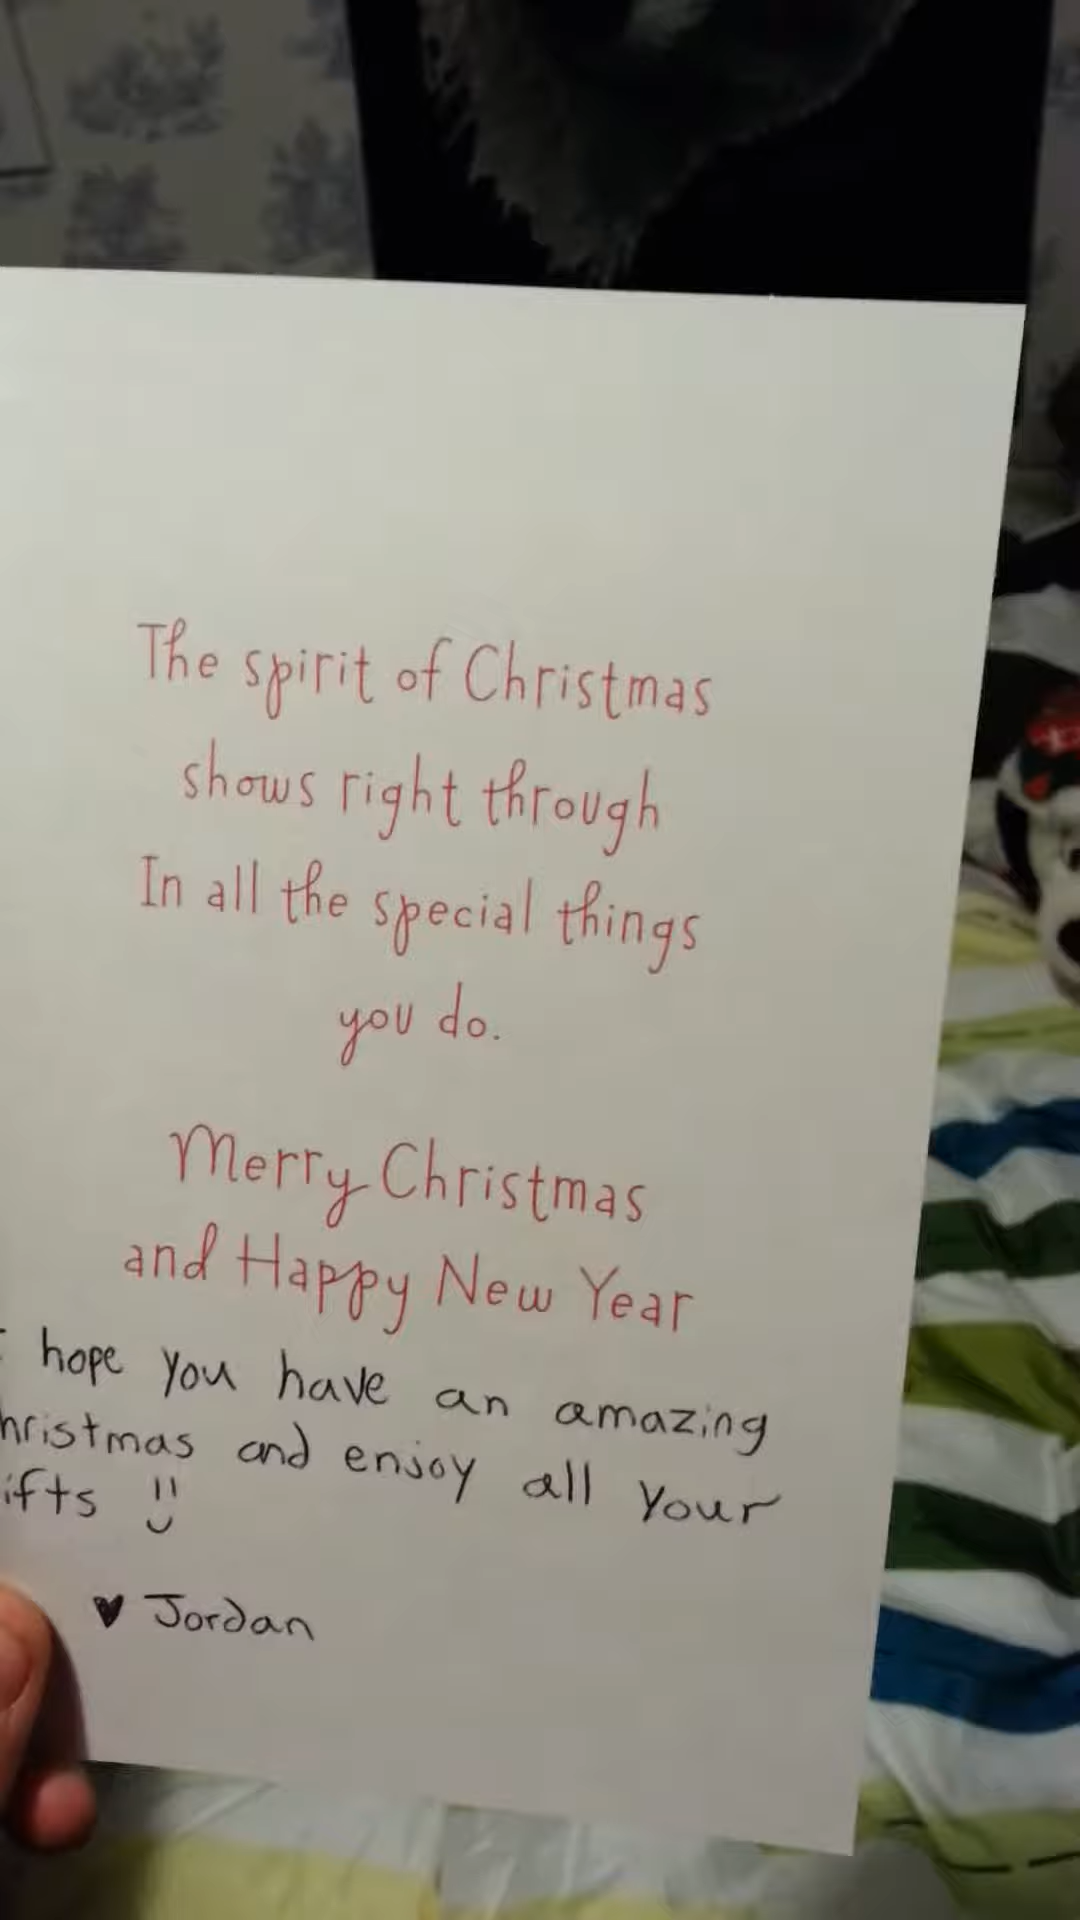 The spirit of Christmas
shows right through
In all the special things
you do.
Merry Christmas
and Happy New Year
hope you have an amazing
hristmas and enjoy all your
ifts :)
♥ Jordan